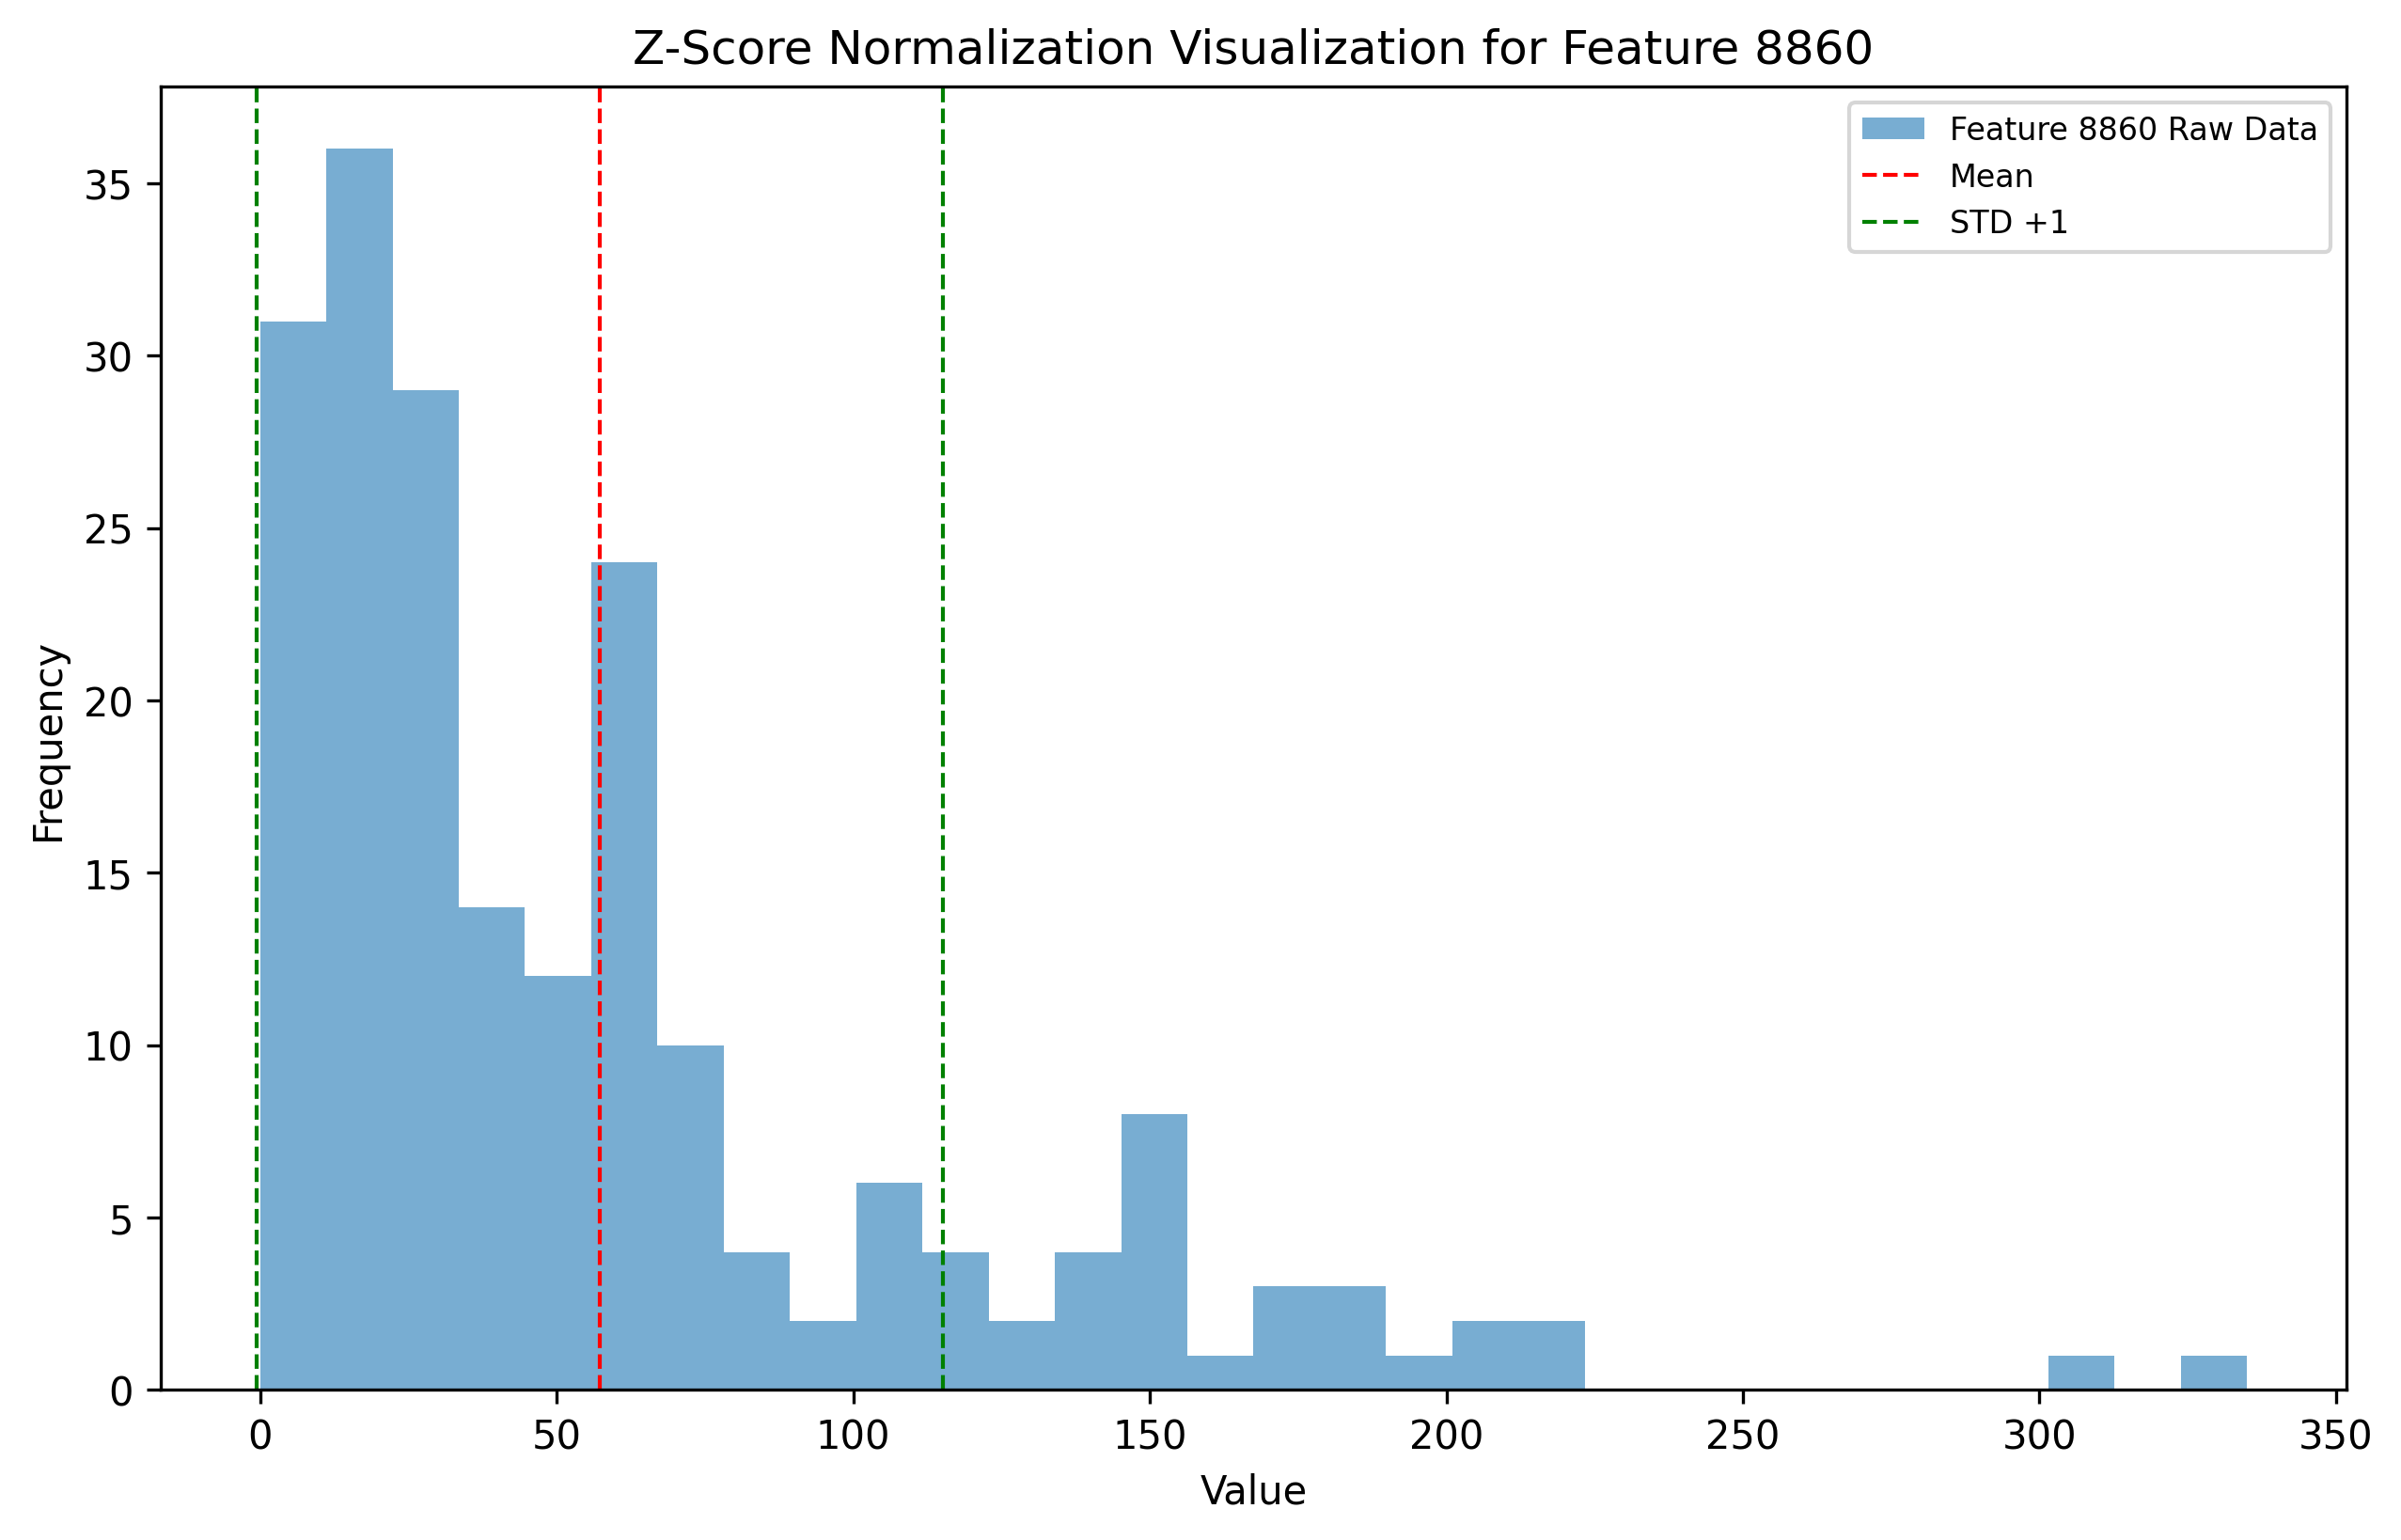 Z-Score Normalization Visualization for Feature 8860
Feature 8860 Raw Data
Mean
STD +1
35
30
25
20
15
10
5
0
Frequency
0 50 100 150 200 250 300 350
Value